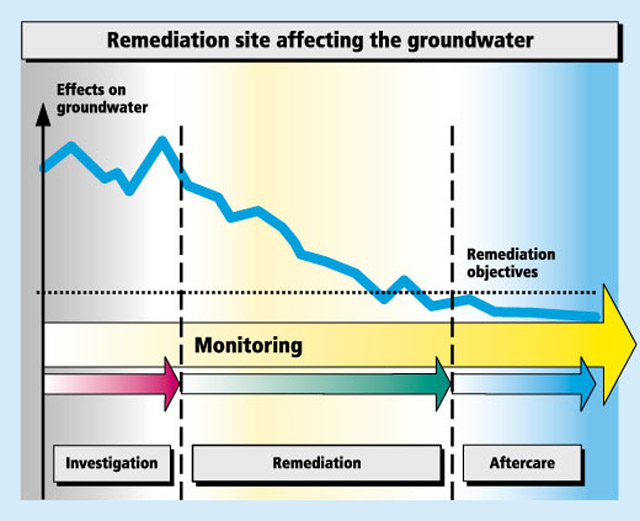 Remediation site affecting the groundwater
Effects on
groundwater
Remediation
objectives
Monitoring
Investigation
Remediation
Aftercare